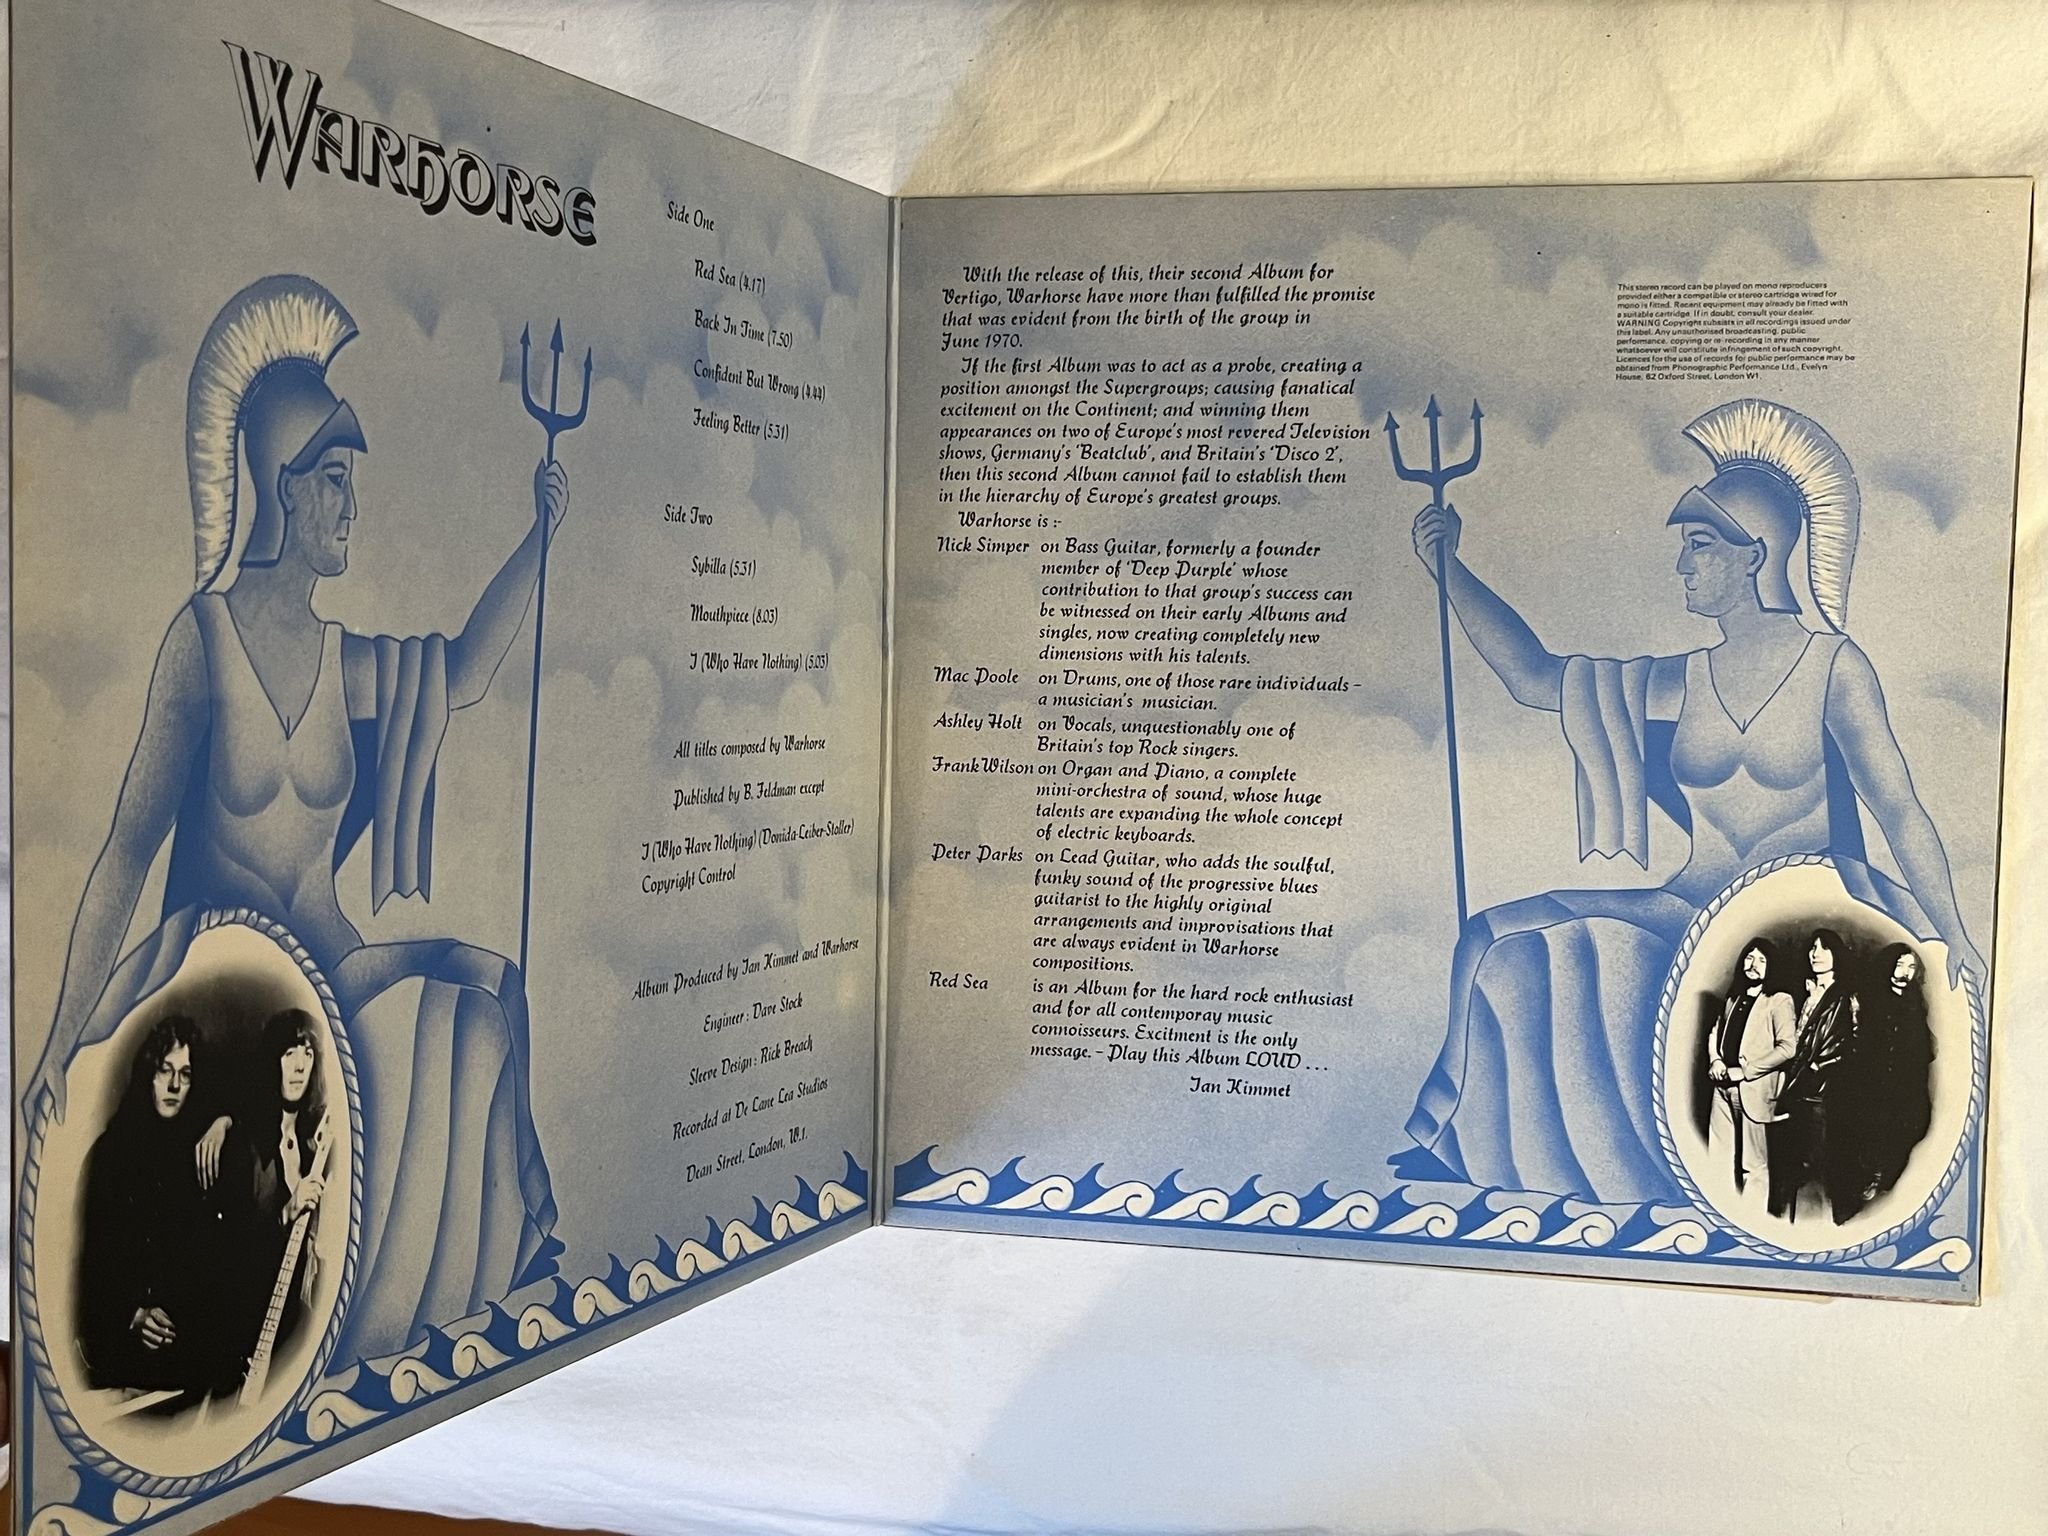 WARHORSE
Side One
Red Sea (4.17)
Back In Time (7.50)
Confident But Wrong (4.44)
Feeling Better (5.31)
Side Two
Sybilla (5.31)
Mouthpiece (8.03)
I (Who Have Nothing) (5.03)
All titles composed by Warhorse
Published by B. Feldman except
I (Who Have Nothing) (Donida-Leiber-Stoller)
Copyright Control
Album Produced by Ian Kimmet and Warhorse
Engineer : Dave Stock
Sleeve Design : Rick Breach
Recorded at De Lane Lea Studios
Dean Street, London, W.1.
With the release of this, their second Album for
Vertigo, Warhorse have more than fulfilled the promise
that was evident from the birth of the group in
June 1970.
If the first Album was to act as a probe, creating a
position amongst the Supergroups; causing fanatical
excitement on the Continent; and winning them
appearances on two of Europe's most revered Television
shows, Germany's 'Beatclub', and Britain's 'Disco 2',
then this second Album cannot fail to establish them
in the hierarchy of Europe's greatest groups.
Warhorse is :-
Nick Simper on Bass Guitar, formerly a founder
member of 'Deep Purple' whose
contribution to that group's success can
be witnessed on their early Albums and
singles, now creating completely new
dimensions with his talents.
Mac Poole on Drums, one of those rare individuals –
a musician's musician.
Ashley Holt on Vocals, unquestionably one of
Britain's top Rock singers.
Frank Wilson on Organ and Piano, a complete
mini-orchestra of sound, whose huge
talents are expanding the whole concept
of electric keyboards.
Peter Parks on Lead Guitar, who adds the soulful,
funky sound of the progressive blues
guitarist to the highly original
arrangements and improvisations that
are always evident in Warhorse
compositions.
Red Sea is an Album for the hard rock enthusiast
and for all contemporay music
connoisseurs. Excitment is the only
message. – Play this Album LOUD ...
Ian Kimmet
This stereo record can be played on mono reproducers
provided either a compatible or stereo cartridge wired for
mono is fitted. Recent equipment may already be fitted with
a suitable cartridge. If in doubt, consult your dealer.
WARNING Copyright subsists in all recordings issued under
this label. Any unauthorised broadcasting, public
performance, copying or re-recording in any manner
whatsoever will constitute infringement of such copyright.
Licences for the use of records for public performance may be
obtained from Phonographic Performance Ltd., Evelyn
House, 62 Oxford Street, London W1.